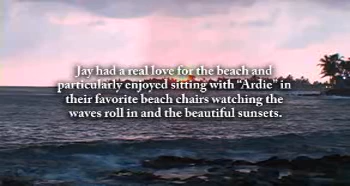 Jay had a real love for the beach and
particularly enjoyed sitting with "Ardie" in
their favorite beach chairs watching the
waves roll in and the beautiful sunsets.